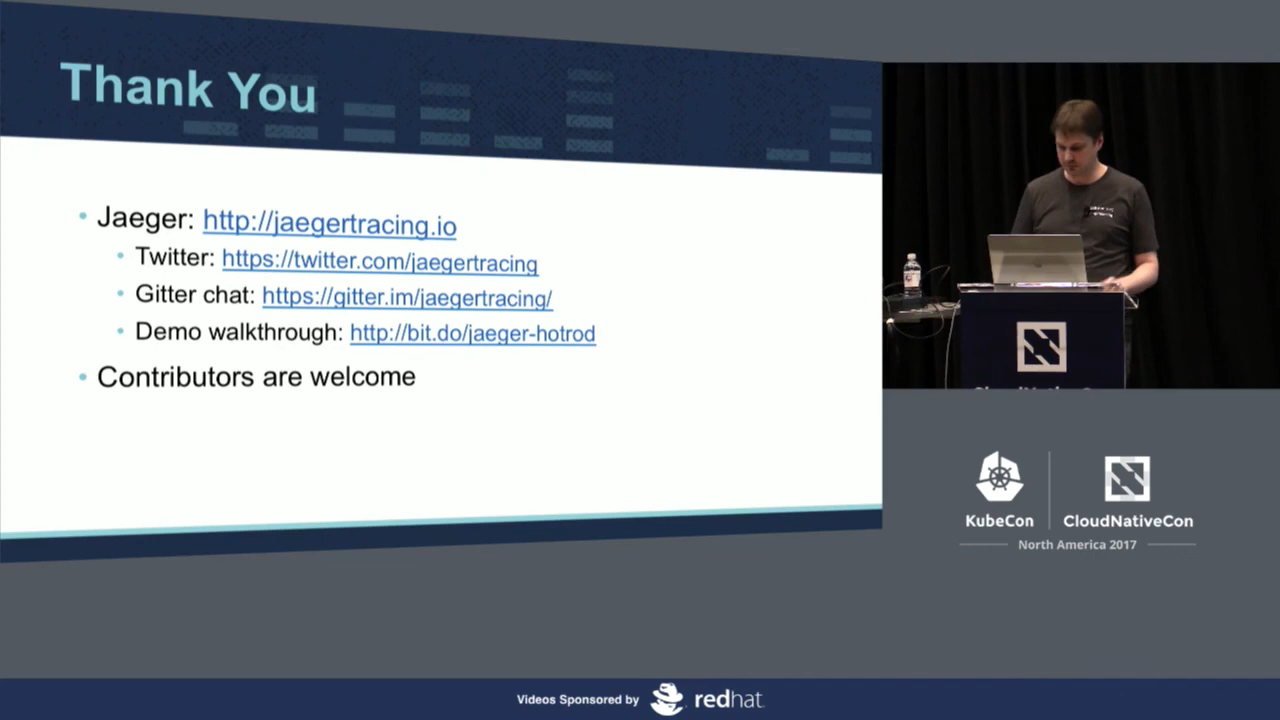 Thank You
Jaeger: http://jaegertracing.io
Twitter: https://twitter.com/jaegertracing
Gitter chat: https://gitter.im/jaegertracing/
Demo walkthrough: http://bit.do/jaeger-hotrod
Contributors are welcome
KubeCon
CloudNativeCon
North America 2017
Videos Sponsored by
redhat